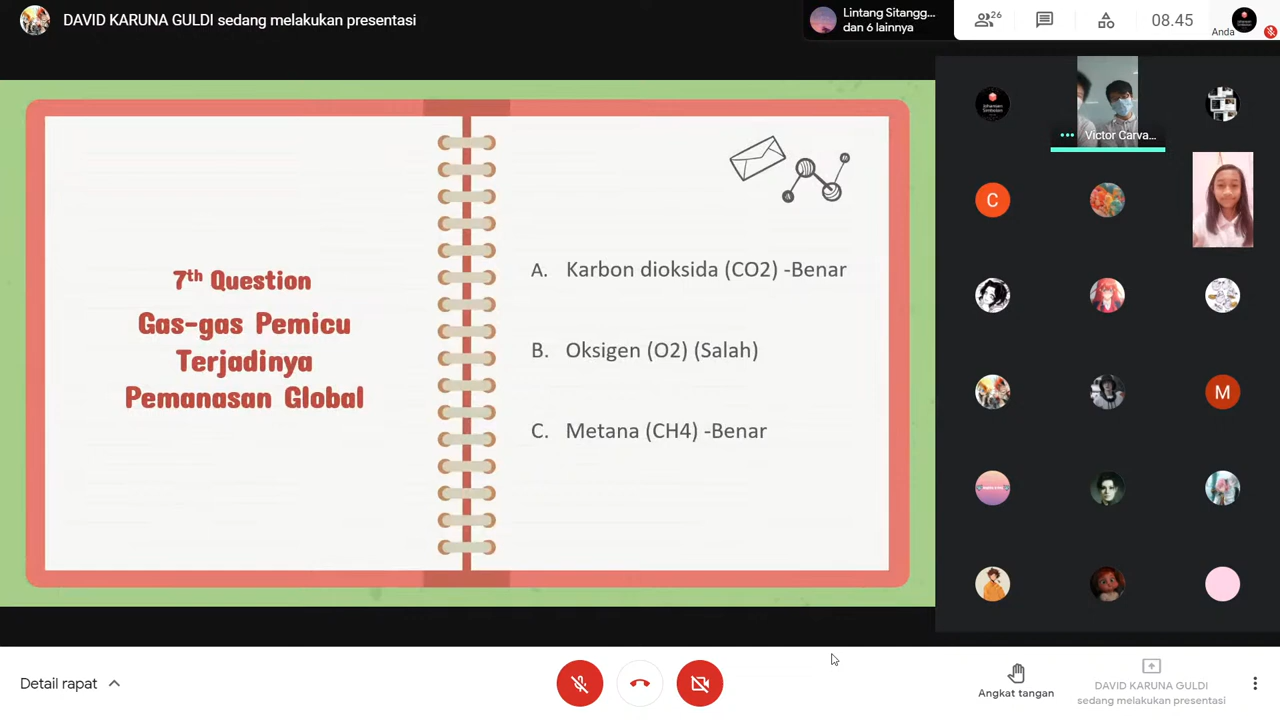 DAVID KARUNA GULDI sedang melakukan presentasi
Lintang Sitangg...
dan 6 lainnya
26
08.45
Anda
Victor Carva...
7th Question
Gas-gas Pemicu
Terjadinya
Pemanasan Global
A. Karbon dioksida (CO2) -Benar
B. Oksigen (O2) (Salah)
C. Metana (CH4) -Benar
C
M
Detail rapat
Angkat tangan
DAVID KARUNA GULDI
sedang melakukan presentasi